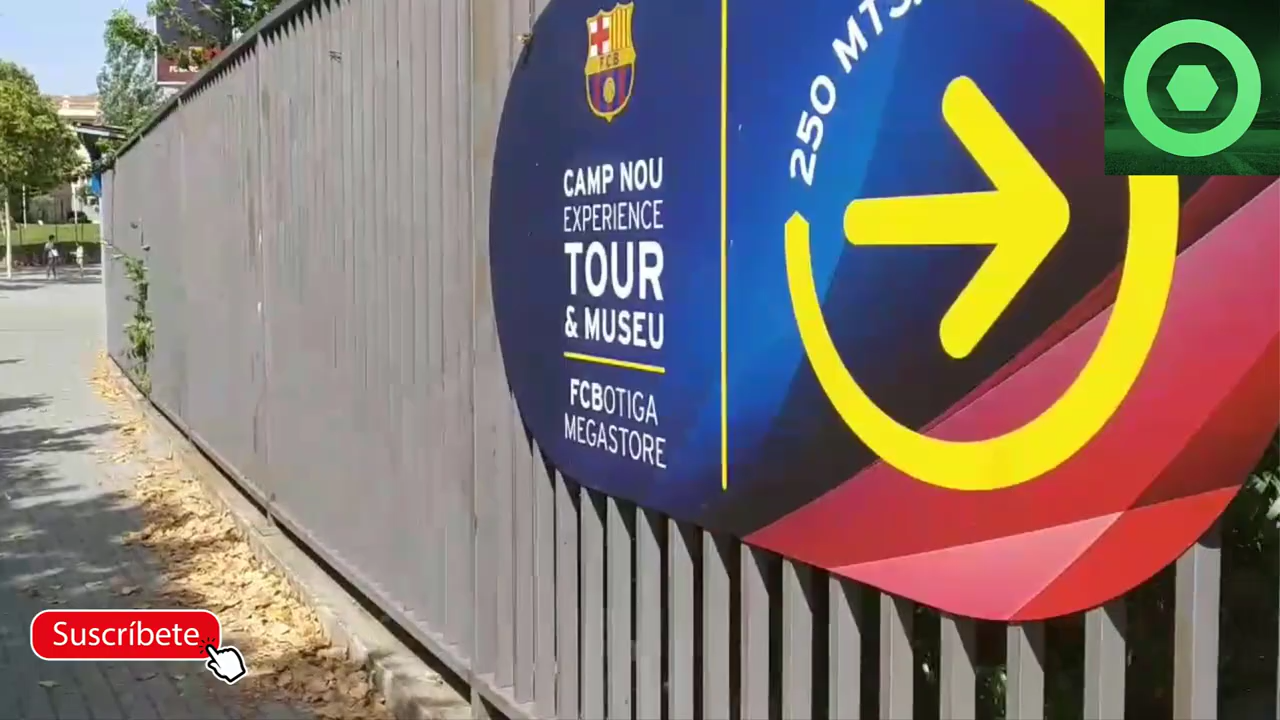 FCB
CAMP NOU
EXPERIENCE
TOUR
& MUSEU
FCBOTIGA
MEGASTORE
250 MTS.
Suscríbete